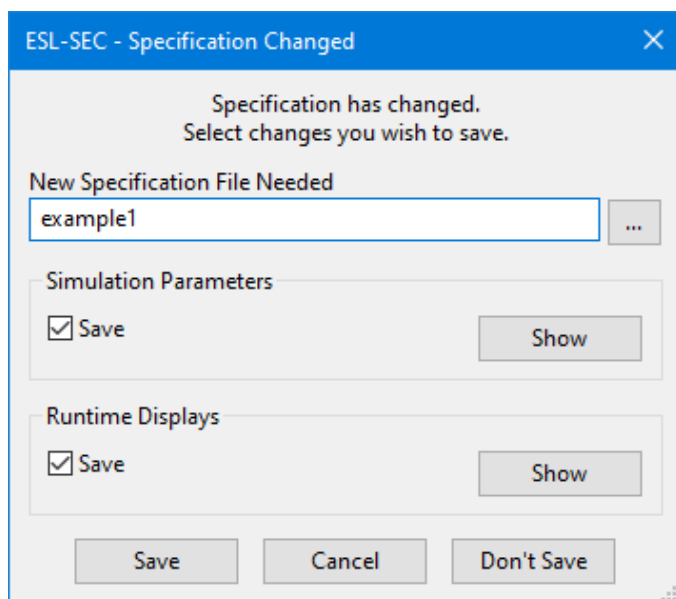 ESL-SEC - Specification Changed
Specification has changed.
Select changes you wish to save.
New Specification File Needed
example1
...
Simulation Parameters
Save
Show
Runtime Displays
Save
Show
Save Cancel Don't Save